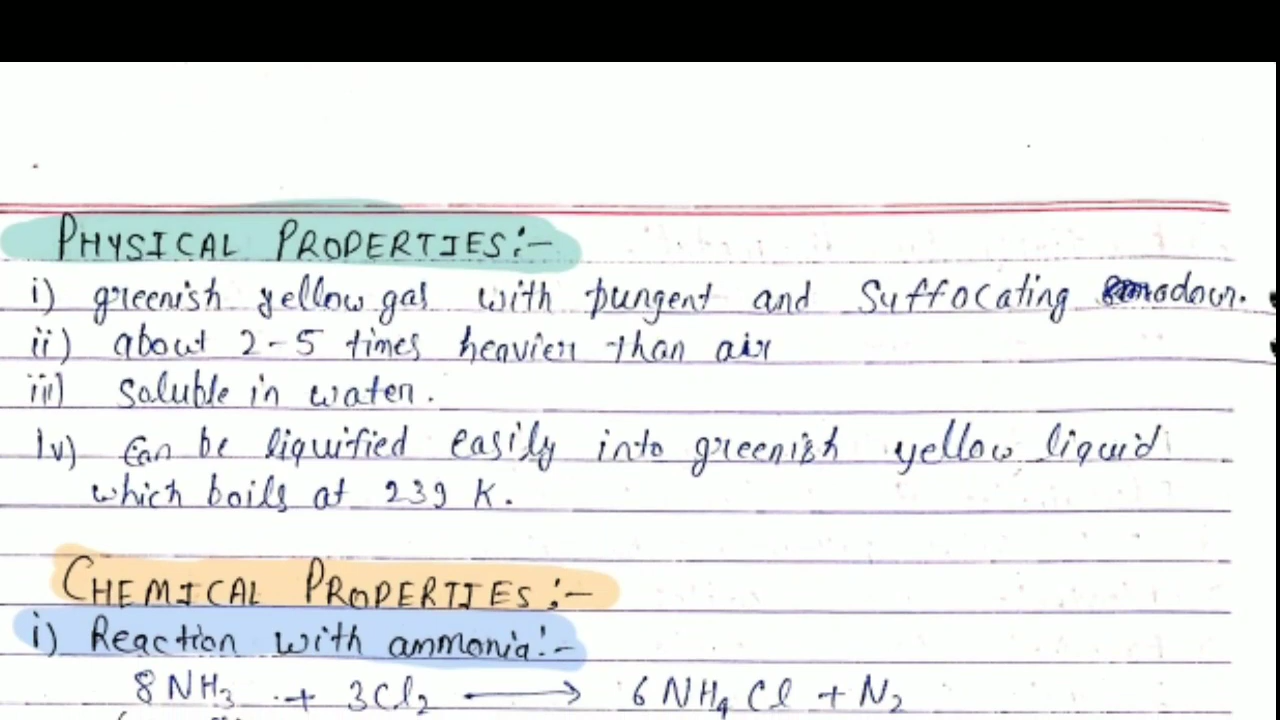 PHYSICAL PROPERTIES:-
i) greenish yellow gas with pungent and suffocating odour.
ii) about 2-5 times heavier than air
iii) soluble in water.
iv) Can be liquified easily into greenish yellow liquid
which boils at 239 K.
CHEMICAL PROPERTIES:-
i) Reaction with ammonia:-
8NH₃ + 3Cl₂ ⟶ 6NH₄Cl + N₂